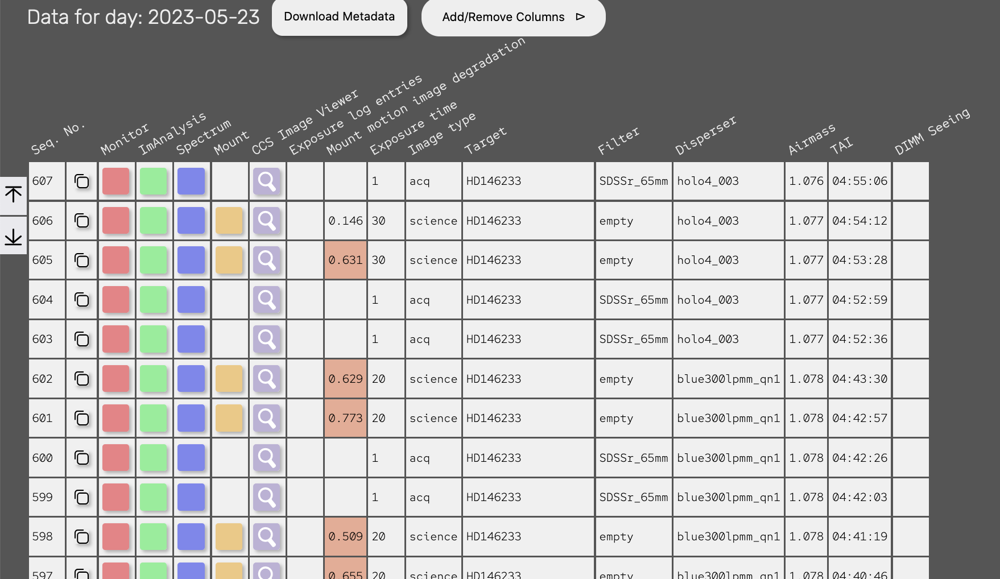 Data for day: 2023-05-23 Download Metadata Add/Remove Columns
Seq. No. Monitor ImAnalysis Spectrum Mount CCS Image Viewer Exposure log entries Mount motion image degradation Exposure time Image type Target Filter Disperser Airmass TAI DIMM Seeing
607 1 acq HD146233 SDSSr_65mm holo4_003 1.076 04:55:06
606 0.146 30 science HD146233 empty holo4_003 1.077 04:54:12
605 0.631 30 science HD146233 empty holo4_003 1.077 04:53:28
604 1 acq HD146233 SDSSr_65mm holo4_003 1.077 04:52:59
603 1 acq HD146233 SDSSr_65mm holo4_003 1.077 04:52:36
602 0.629 20 science HD146233 empty blue300lpmm_qn1 1.078 04:43:30
601 0.773 20 science HD146233 empty blue300lpmm_qn1 1.078 04:42:57
600 1 acq HD146233 SDSSr_65mm blue300lpmm_qn1 1.078 04:42:26
599 1 acq HD146233 SDSSr_65mm blue300lpmm_qn1 1.078 04:42:03
598 0.509 20 science HD146233 empty blue300lpmm_qn1 1.078 04:41:19
597 0.655 20 science HD146233 empty blue300lpmm_qn1 1.078 04:40:46